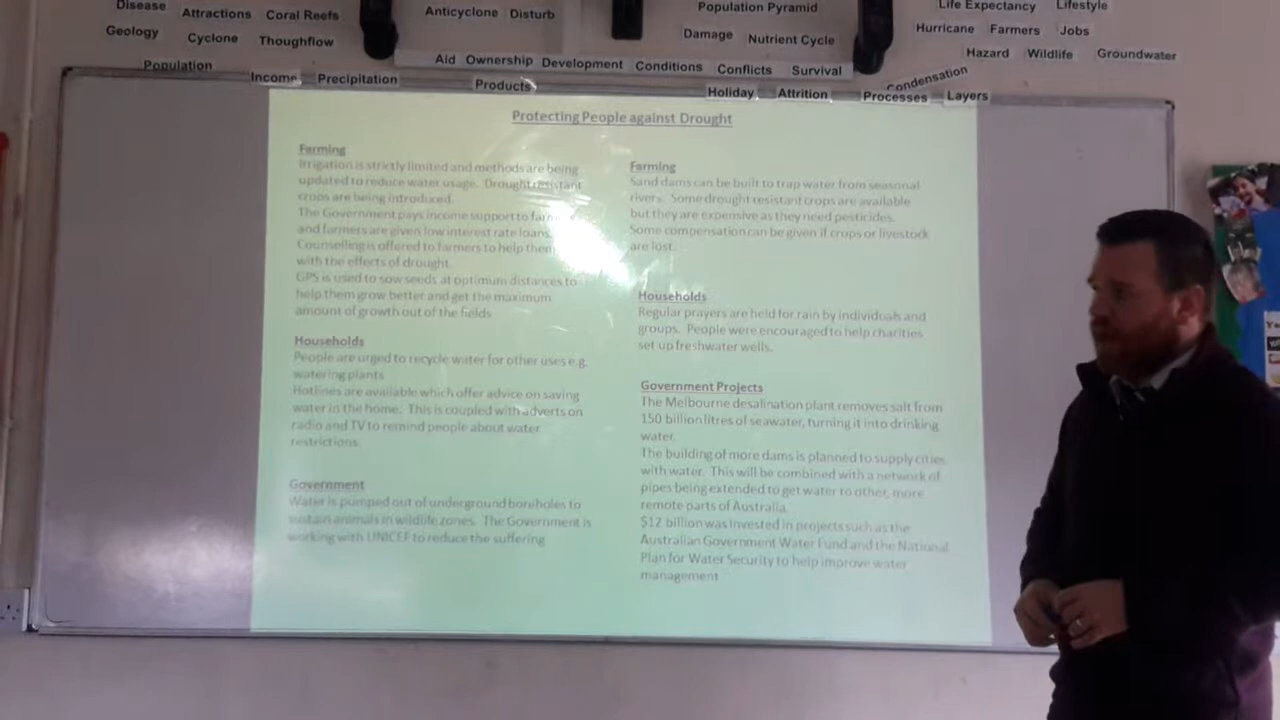 Disease
Attractions
Coral Reefs
Anticyclone
Disturb
Population Pyramid
Life Expectancy
Lifestyle
Geology
Cyclone
Thoughflow
Damage
Nutrient Cycle
Hurricane
Farmers
Jobs
Population
Aid
Ownership
Development
Conditions
Conflicts
Survival
Hazard
Wildlife
Groundwater
Income
Precipitation
Products
Holiday
Attrition
Condensation
Processes
Layers
Protecting People against Drought
Farming
Irrigation is strictly limited and methods are being
updated to reduce water usage. Drought resistant
crops are being introduced.
The Government pays income support to
and farmers are given low interest rate loans
Counselling is offered to farmers to help them
with the effects of drought.
GPS is used to sow seeds at optimum distances to
help them grow better and get the maximum
amount of growth out of the fields
Households
People are urged to recycle water for other uses e.g.
watering plants
Hotlines are available which offer advice on saving
water in the home. This is coupled with adverts on
radio and TV to remind people about water
restrictions.
Government
Water is pumped out of underground boreholes to
sustain animals in wildlife zones. The Government is
working with UNICEF to reduce the suffering
Farming
Sand dams can be built to trap water from seasonal
rivers. Some drought resistant crops are available
but they are expensive as they need pesticides.
Some compensation can be given if crops or livestock
are lost.
Households
Regular prayers are held for rain by individuals and
groups. People were encouraged to help charities
set up freshwater wells.
Government Projects
The Melbourne desalination plant removes salt from
150 billion litres of seawater, turning it into drinking
water.
The building of more dams is planned to supply cities
with water. This will be combined with a network of
pipes being extended to get water to other, more
remote parts of Australia.
$12 billion was invested in projects such as the
Australian Government Water Fund and the National
Plan for Water Security to help improve water
management